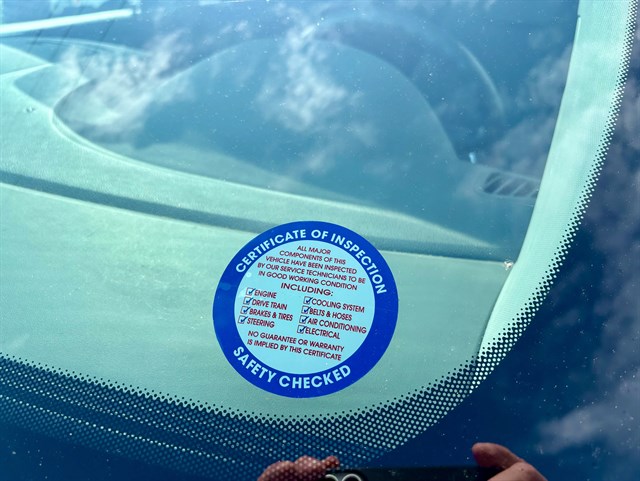 CERTIFICATE OF INSPECTION
ALL MAJOR
COMPONENTS OF THIS
VEHICLE HAVE BEEN INSPECTED
BY OUR SERVICE TECHNICIANS TO BE
IN GOOD WORKING CONDITION
INCLUDING:
ENGINE
DRIVE TRAIN
BRAKES & TIRES
STEERING
COOLING SYSTEM
BELTS & HOSES
AIR CONDITIONING
ELECTRICAL
NO GUARANTEE OR WARRANTY
IS IMPLIED BY THIS CERTIFICATE
SAFETY CHECKED